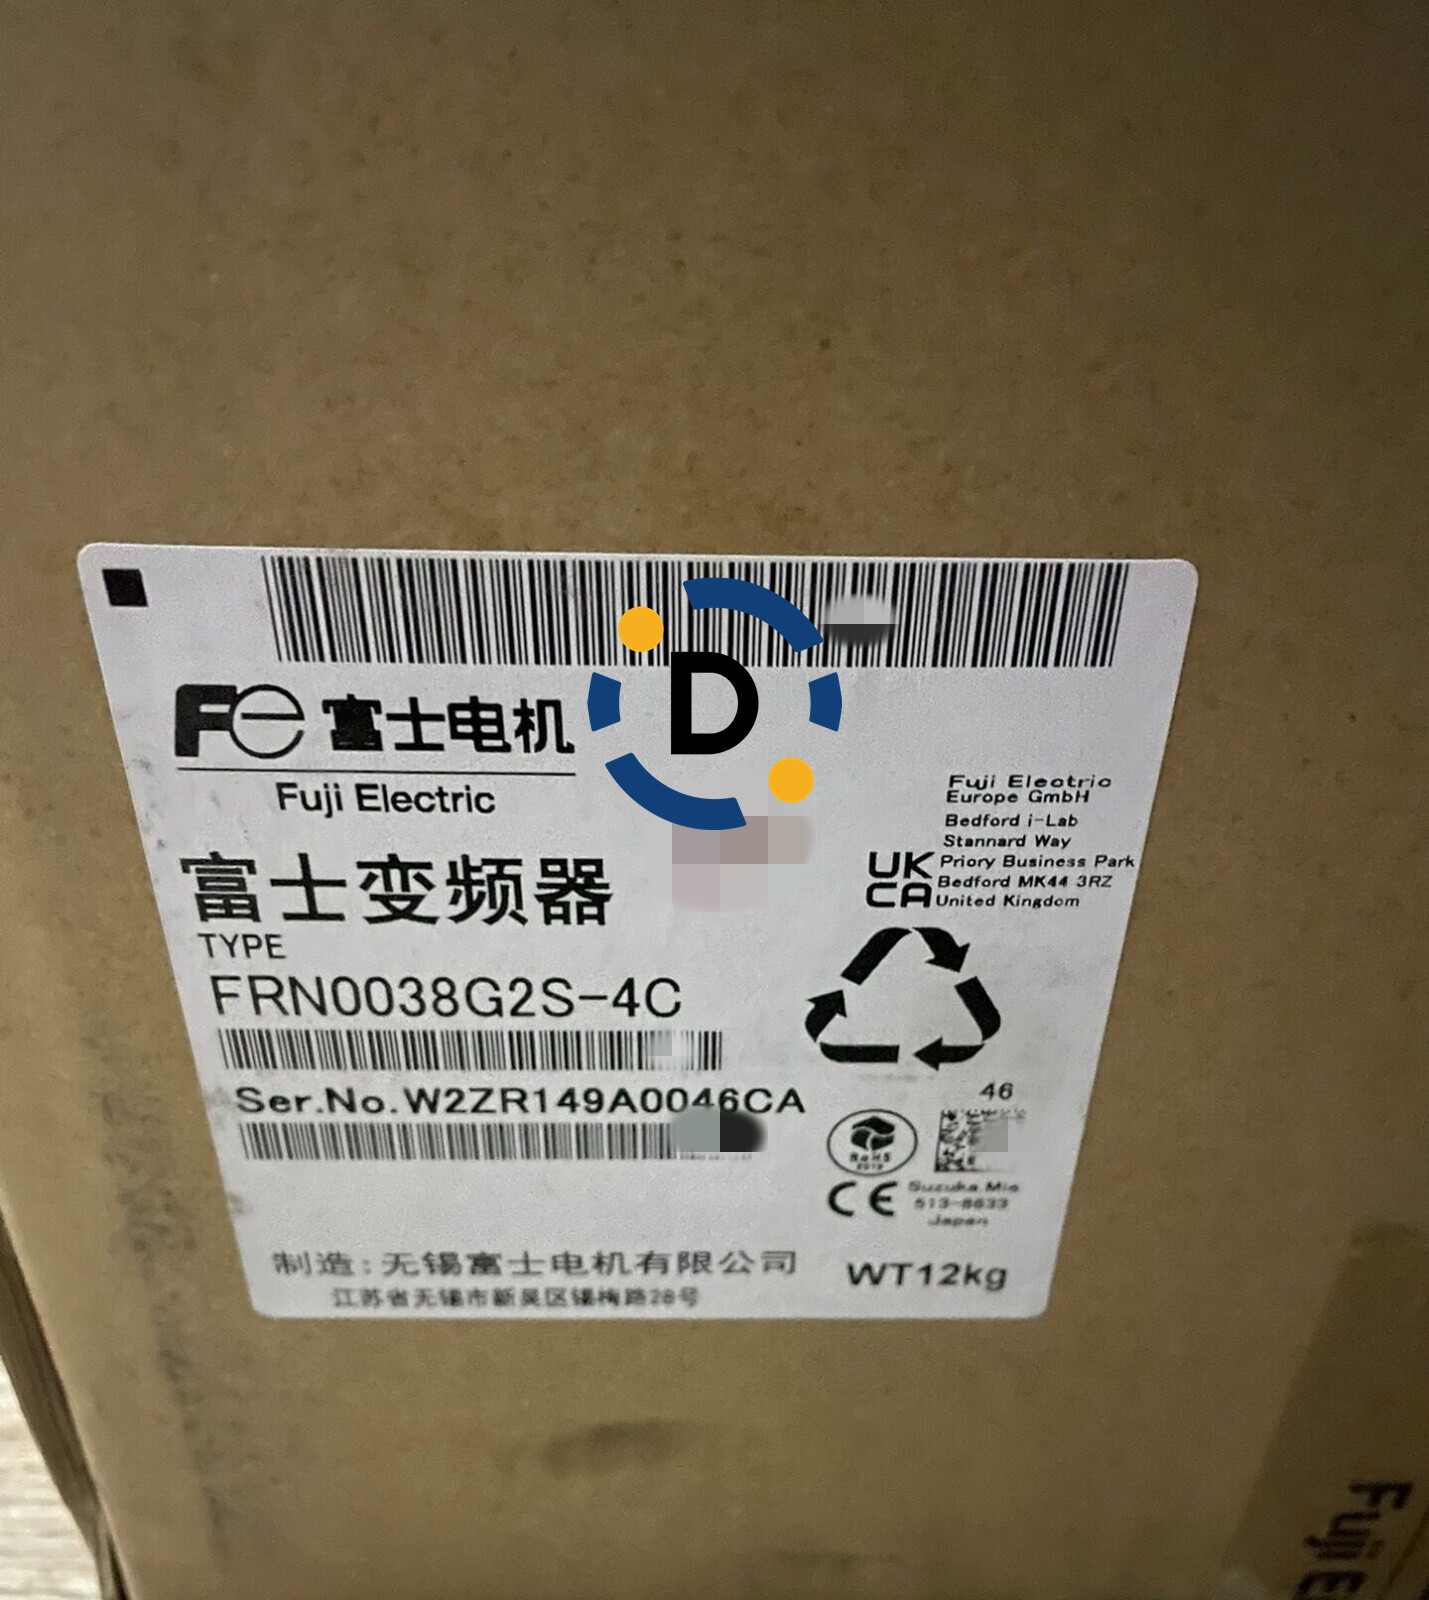 D
Fe 富士电机
Fuji Electric
富士变频器
TYPE
FRN0038G2S-4C
Ser.No.W2ZR149A0046CA
Fuji Electric
Europe GmbH
Bedford i-Lab
Stannard Way
Priory Business Park
Bedford MK44 3RZ
United Kingdom
UK
CA
46
RoHS
CE
Suzuka.Mie
513-8633
Japan
制造:无锡富士电机有限公司
江苏省无锡市新吴区锡梅路28号
WT12kg
Fuji E